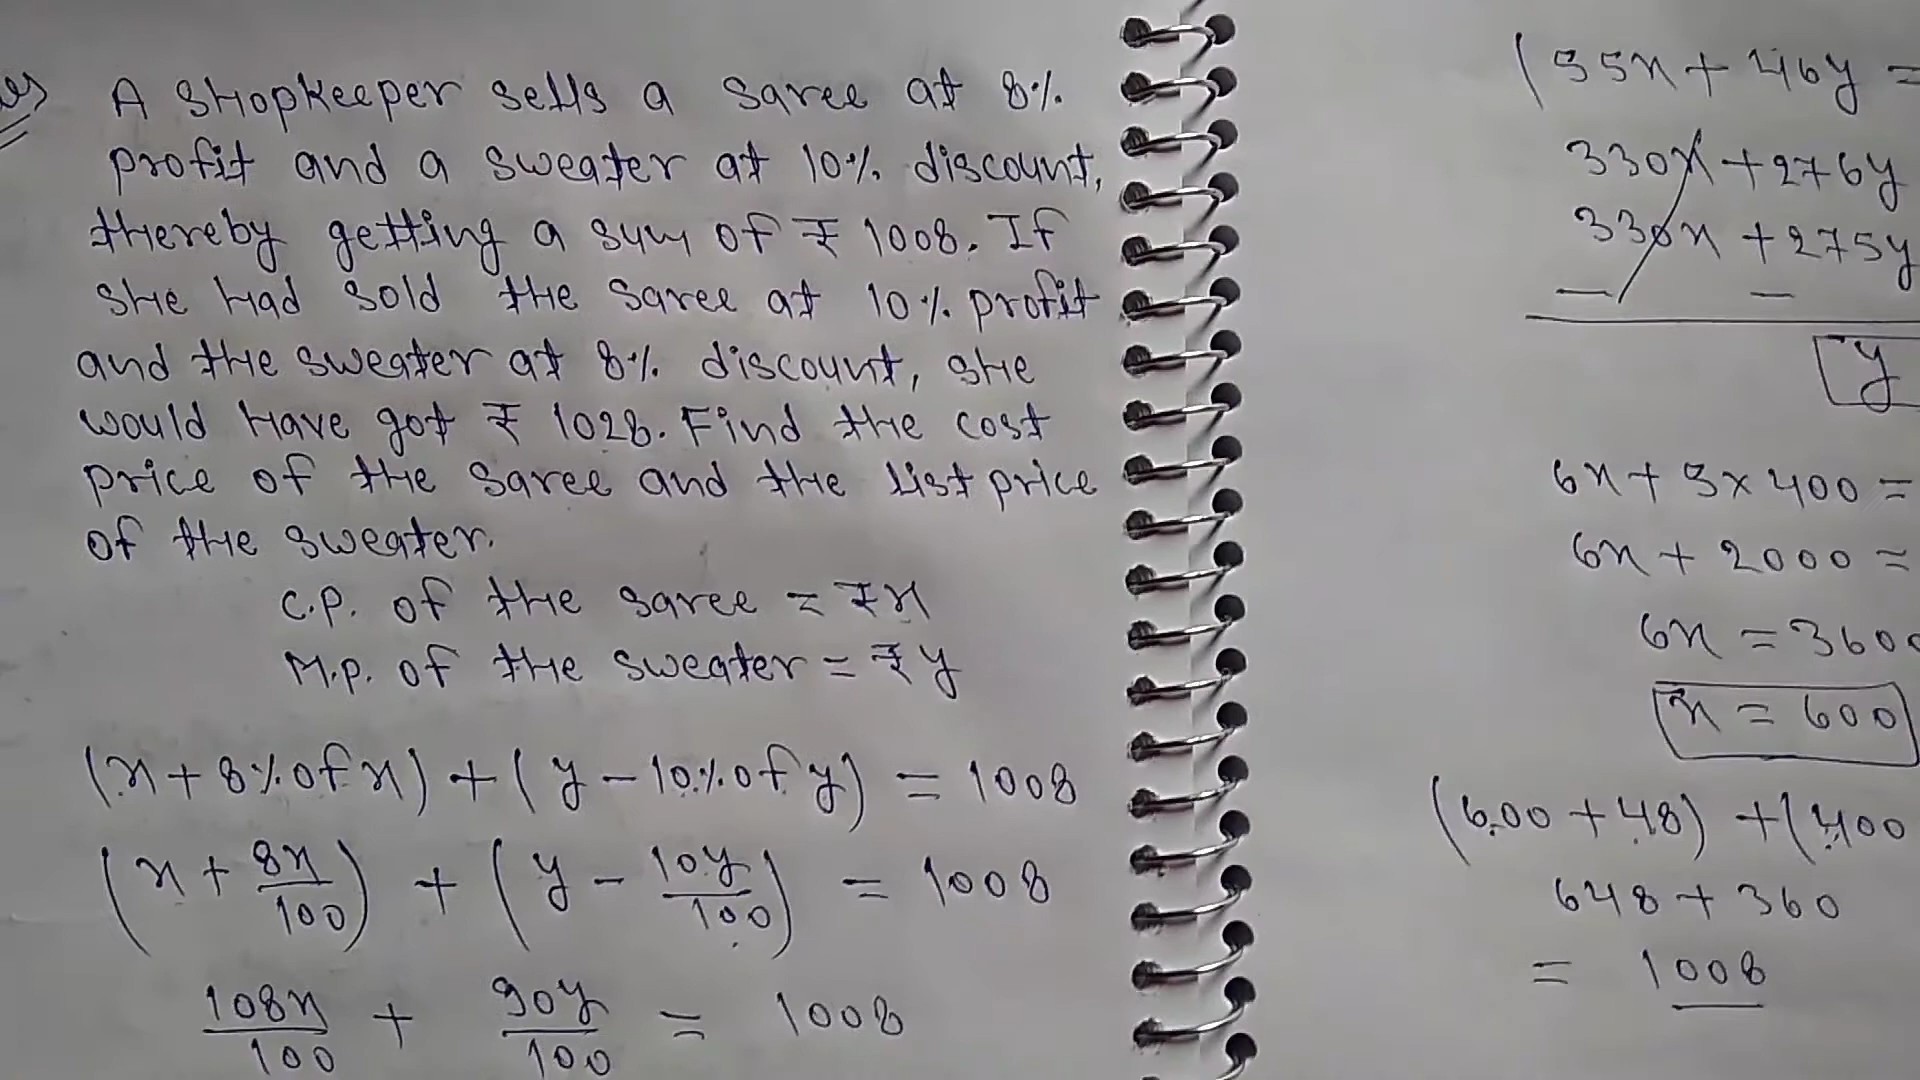 A shopkeeper sells a saree at 8%
profit and a sweater at 10% discount,
thereby getting a sum of ₹ 1008. If
she had sold the saree at 10% profit
and the sweater at 8% discount, she
would have got ₹ 1028. Find the cost
price of the saree and the list price
of the sweater.
C.P. of the saree = ₹x
M.P. of the sweater = ₹y
(x + 8% of x) + (y - 10% of y) = 1008
(x + 8x/100) + (y - 10y/100) = 1008
108x/100 + 90y/100 = 1008
(55x + 46y =
330x + 276y
330x + 275y
— —
y
6x + 5 x 400 =
6x + 2000 =
6x = 3600
x = 600
(600 + 48) + (400
648 + 360
= 1008